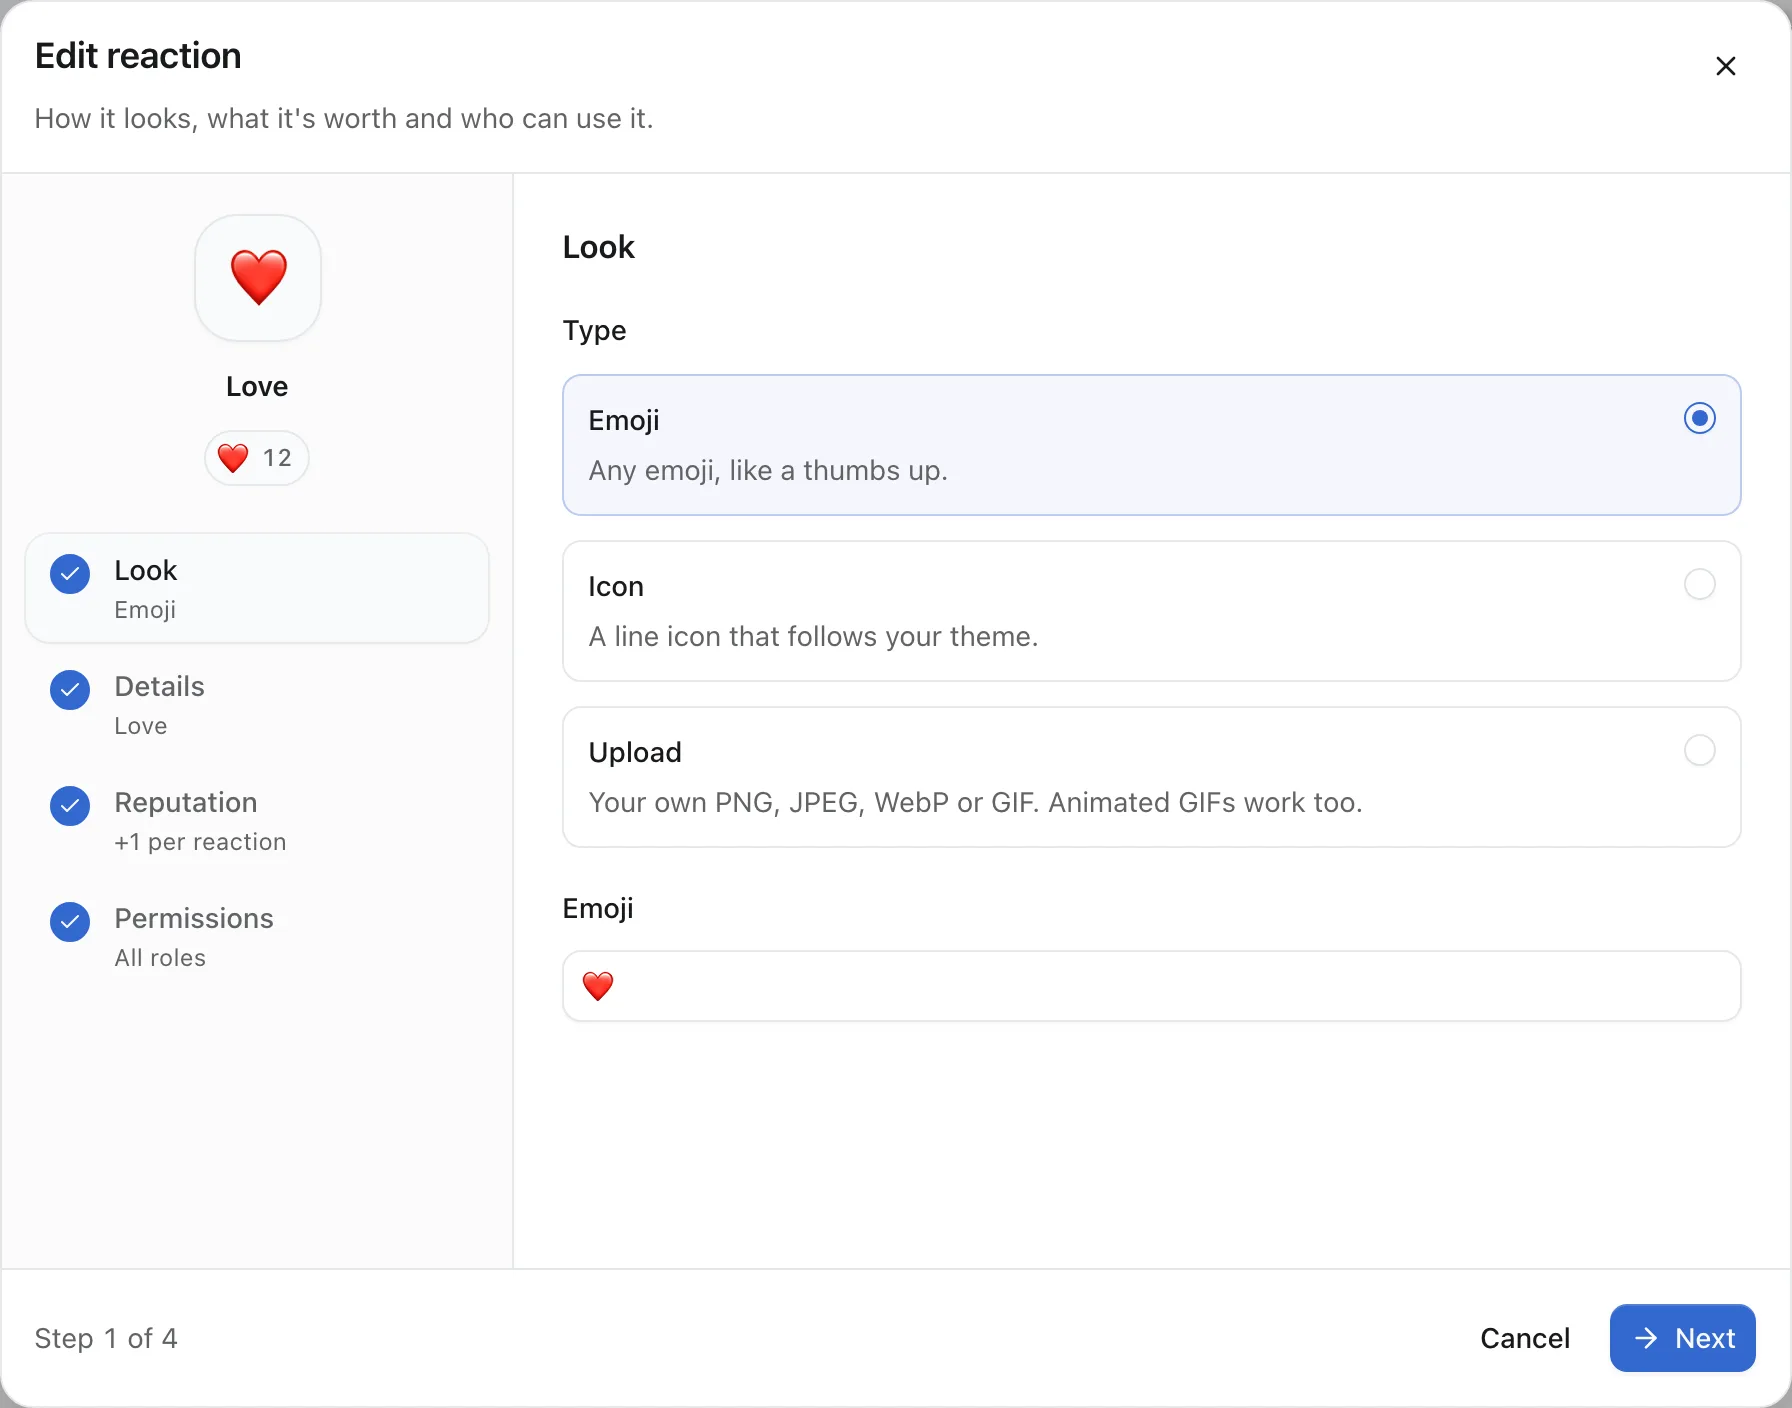 Edit reaction
How it looks, what it's worth and who can use it.
Love
❤️ 12
Look
Emoji
Details
Love
Reputation
+1 per reaction
Permissions
All roles
Look
Type
Emoji
Any emoji, like a thumbs up.
Icon
A line icon that follows your theme.
Upload
Your own PNG, JPEG, WebP or GIF. Animated GIFs work too.
Emoji
❤️
Step 1 of 4
Cancel
Next